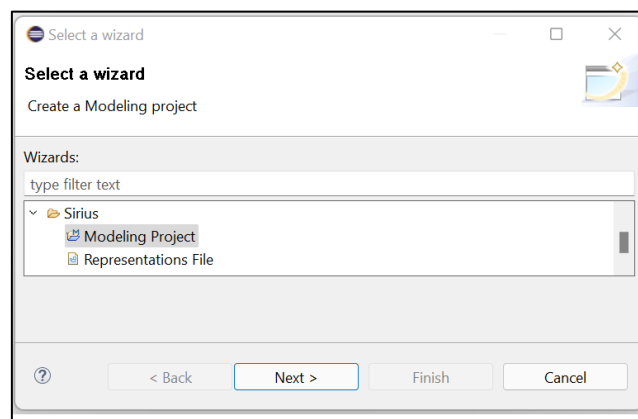 Select a wizard
Select a wizard
Create a Modeling project
Wizards:
type filter text
Sirius
Modeling Project
Representations File
? < Back Next > Finish Cancel